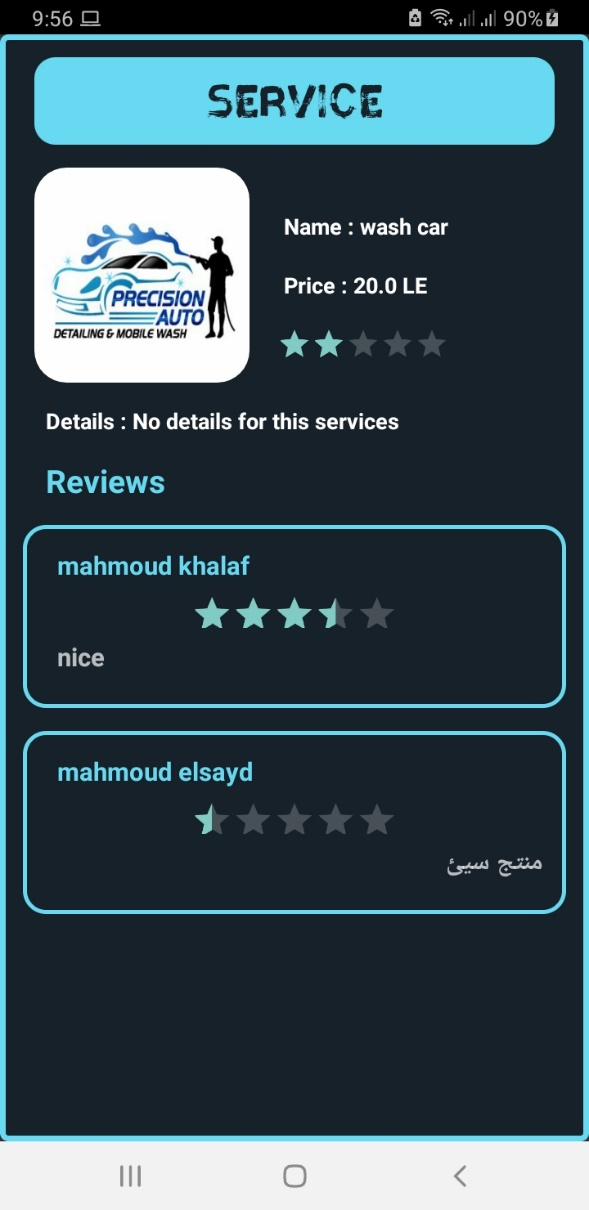 9:56
90%
SERVICE
PRECISION
AUTO
DETAILING & MOBILE WASH
Name : wash car
Price : 20.0 LE
Details : No details for this services
Reviews
mahmoud khalaf
nice
mahmoud elsayd
منتج سيئ